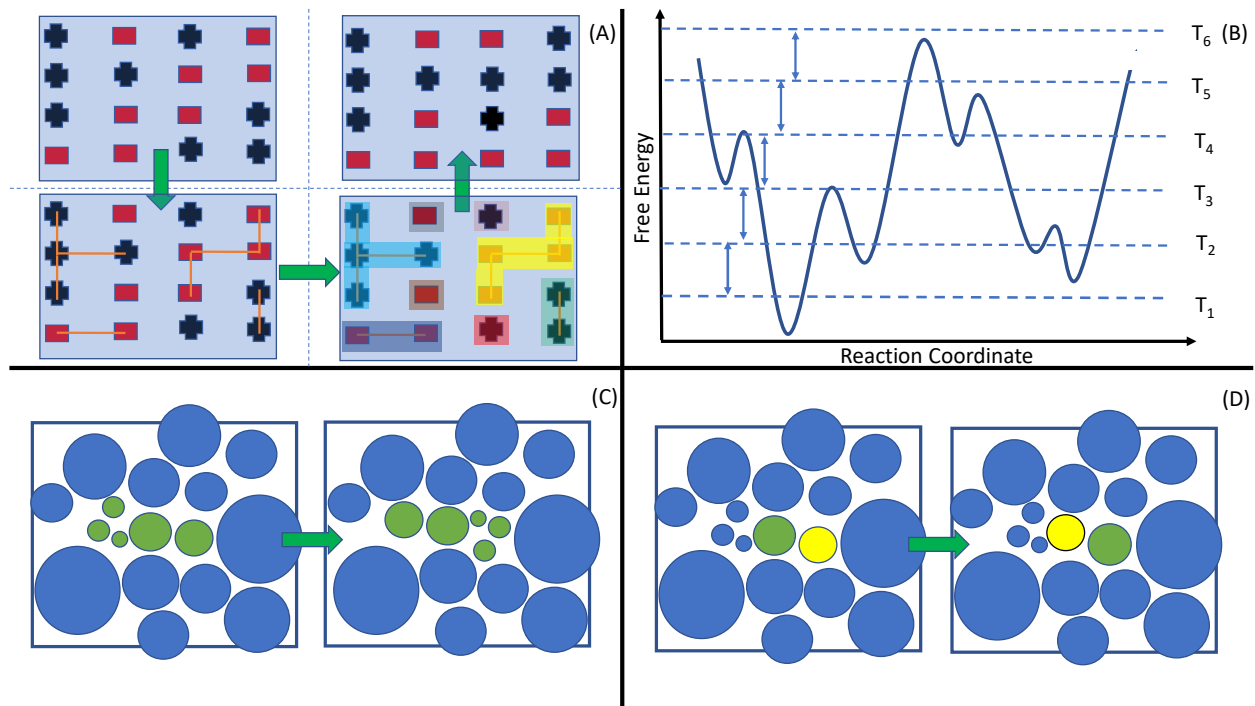 (A)
(B)
T6
T5
T4
T3
T2
T1
Free Energy
Reaction Coordinate
(C)
(D)